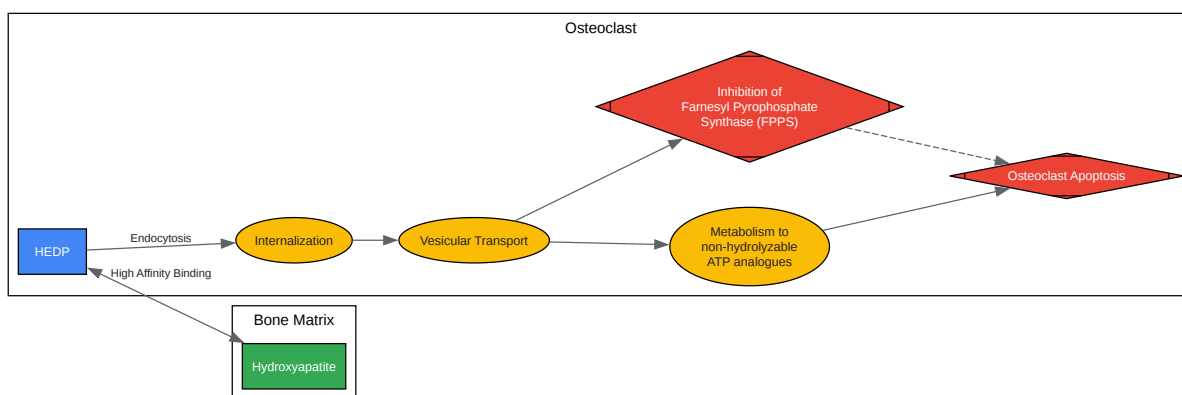 Osteoclast
Inhibition of
Farnesyl Pyrophosphate
Synthase (FPPS)
Osteoclast Apoptosis
HEDP
Endocytosis
Internalization
Vesicular Transport
Metabolism to
non-hydrolyzable
ATP analogues
High Affinity Binding
Bone Matrix
Hydroxyapatite